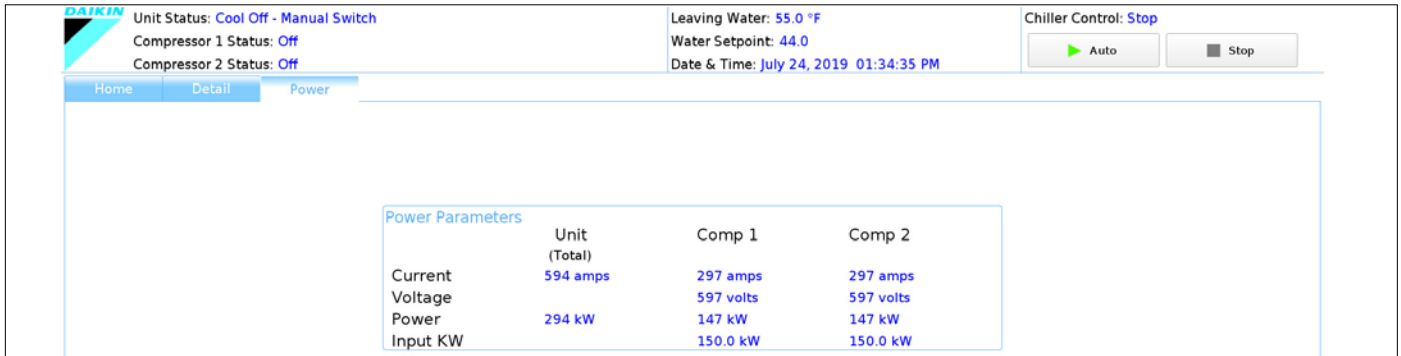 DAIKIN
Unit Status: Cool Off - Manual Switch
Compressor 1 Status: Off
Compressor 2 Status: Off
Leaving Water: 55.0 °F
Water Setpoint: 44.0
Date & Time: July 24, 2019 01:34:35 PM
Chiller Control: Stop
Auto Stop
Home Detail Power
Power Parameters
Unit Comp 1 Comp 2
(Total)
Current 594 amps 297 amps 297 amps
Voltage 597 volts 597 volts
Power 294 kW 147 kW 147 kW
Input KW 150.0 kW 150.0 kW